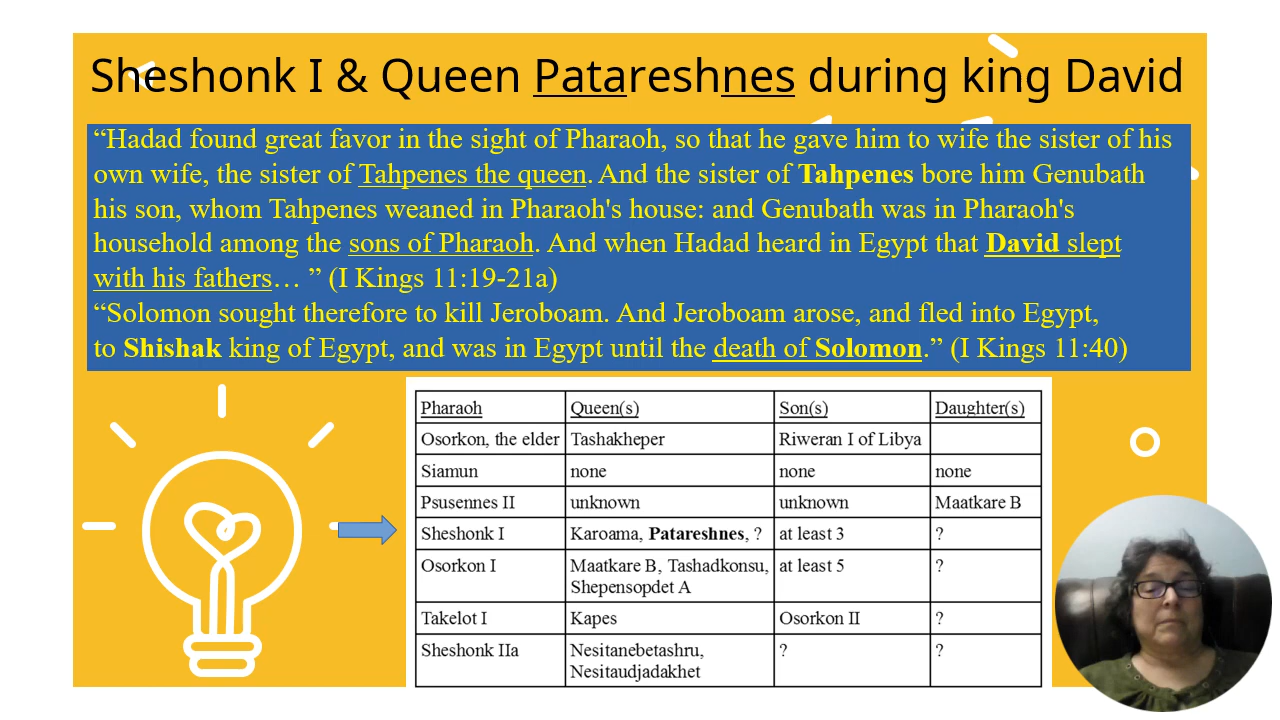 Sheshonk I & Queen Patareshnes during king David
“Hadad found great favor in the sight of Pharaoh, so that he gave him to wife the sister of his
own wife, the sister of Tahpenes the queen. And the sister of Tahpenes bore him Genubath
his son, whom Tahpenes weaned in Pharaoh's house: and Genubath was in Pharaoh's
household among the sons of Pharaoh. And when Hadad heard in Egypt that David slept
with his fathers… ” (I Kings 11:19-21a)
“Solomon sought therefore to kill Jeroboam. And Jeroboam arose, and fled into Egypt,
to Shishak king of Egypt, and was in Egypt until the death of Solomon.” (I Kings 11:40)
Pharaoh Queen(s) Son(s) Daughter(s)
Osorkon, the elder Tashakheper Riweran I of Libya
Siamun none none none
Psusennes II unknown unknown Maatkare B
Sheshonk I Karoama, Patareshnes, ? at least 3 ?
Osorkon I Maatkare B, Tashadkonsu, at least 5 ?
Shepensopdet A
Takelot I Kapes Osorkon II ?
Sheshonk IIa Nesitanebetashru, ? ?
Nesitaudjadakhet